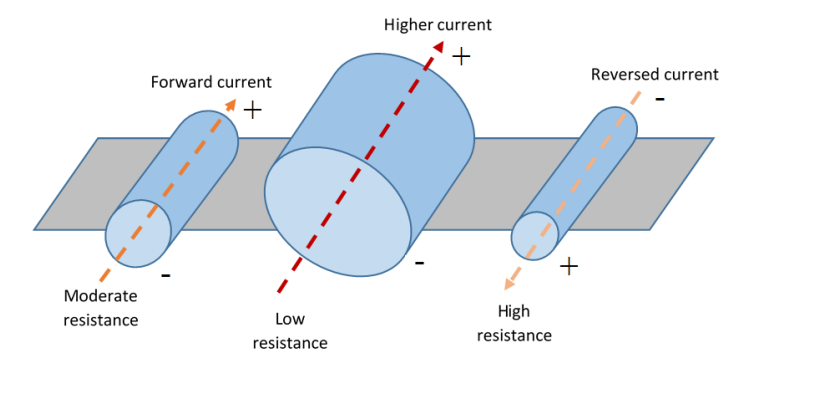 Higher current
+
Reversed current
-
Forward current
+
-
+
-
Moderate
resistance
Low
resistance
High
resistance